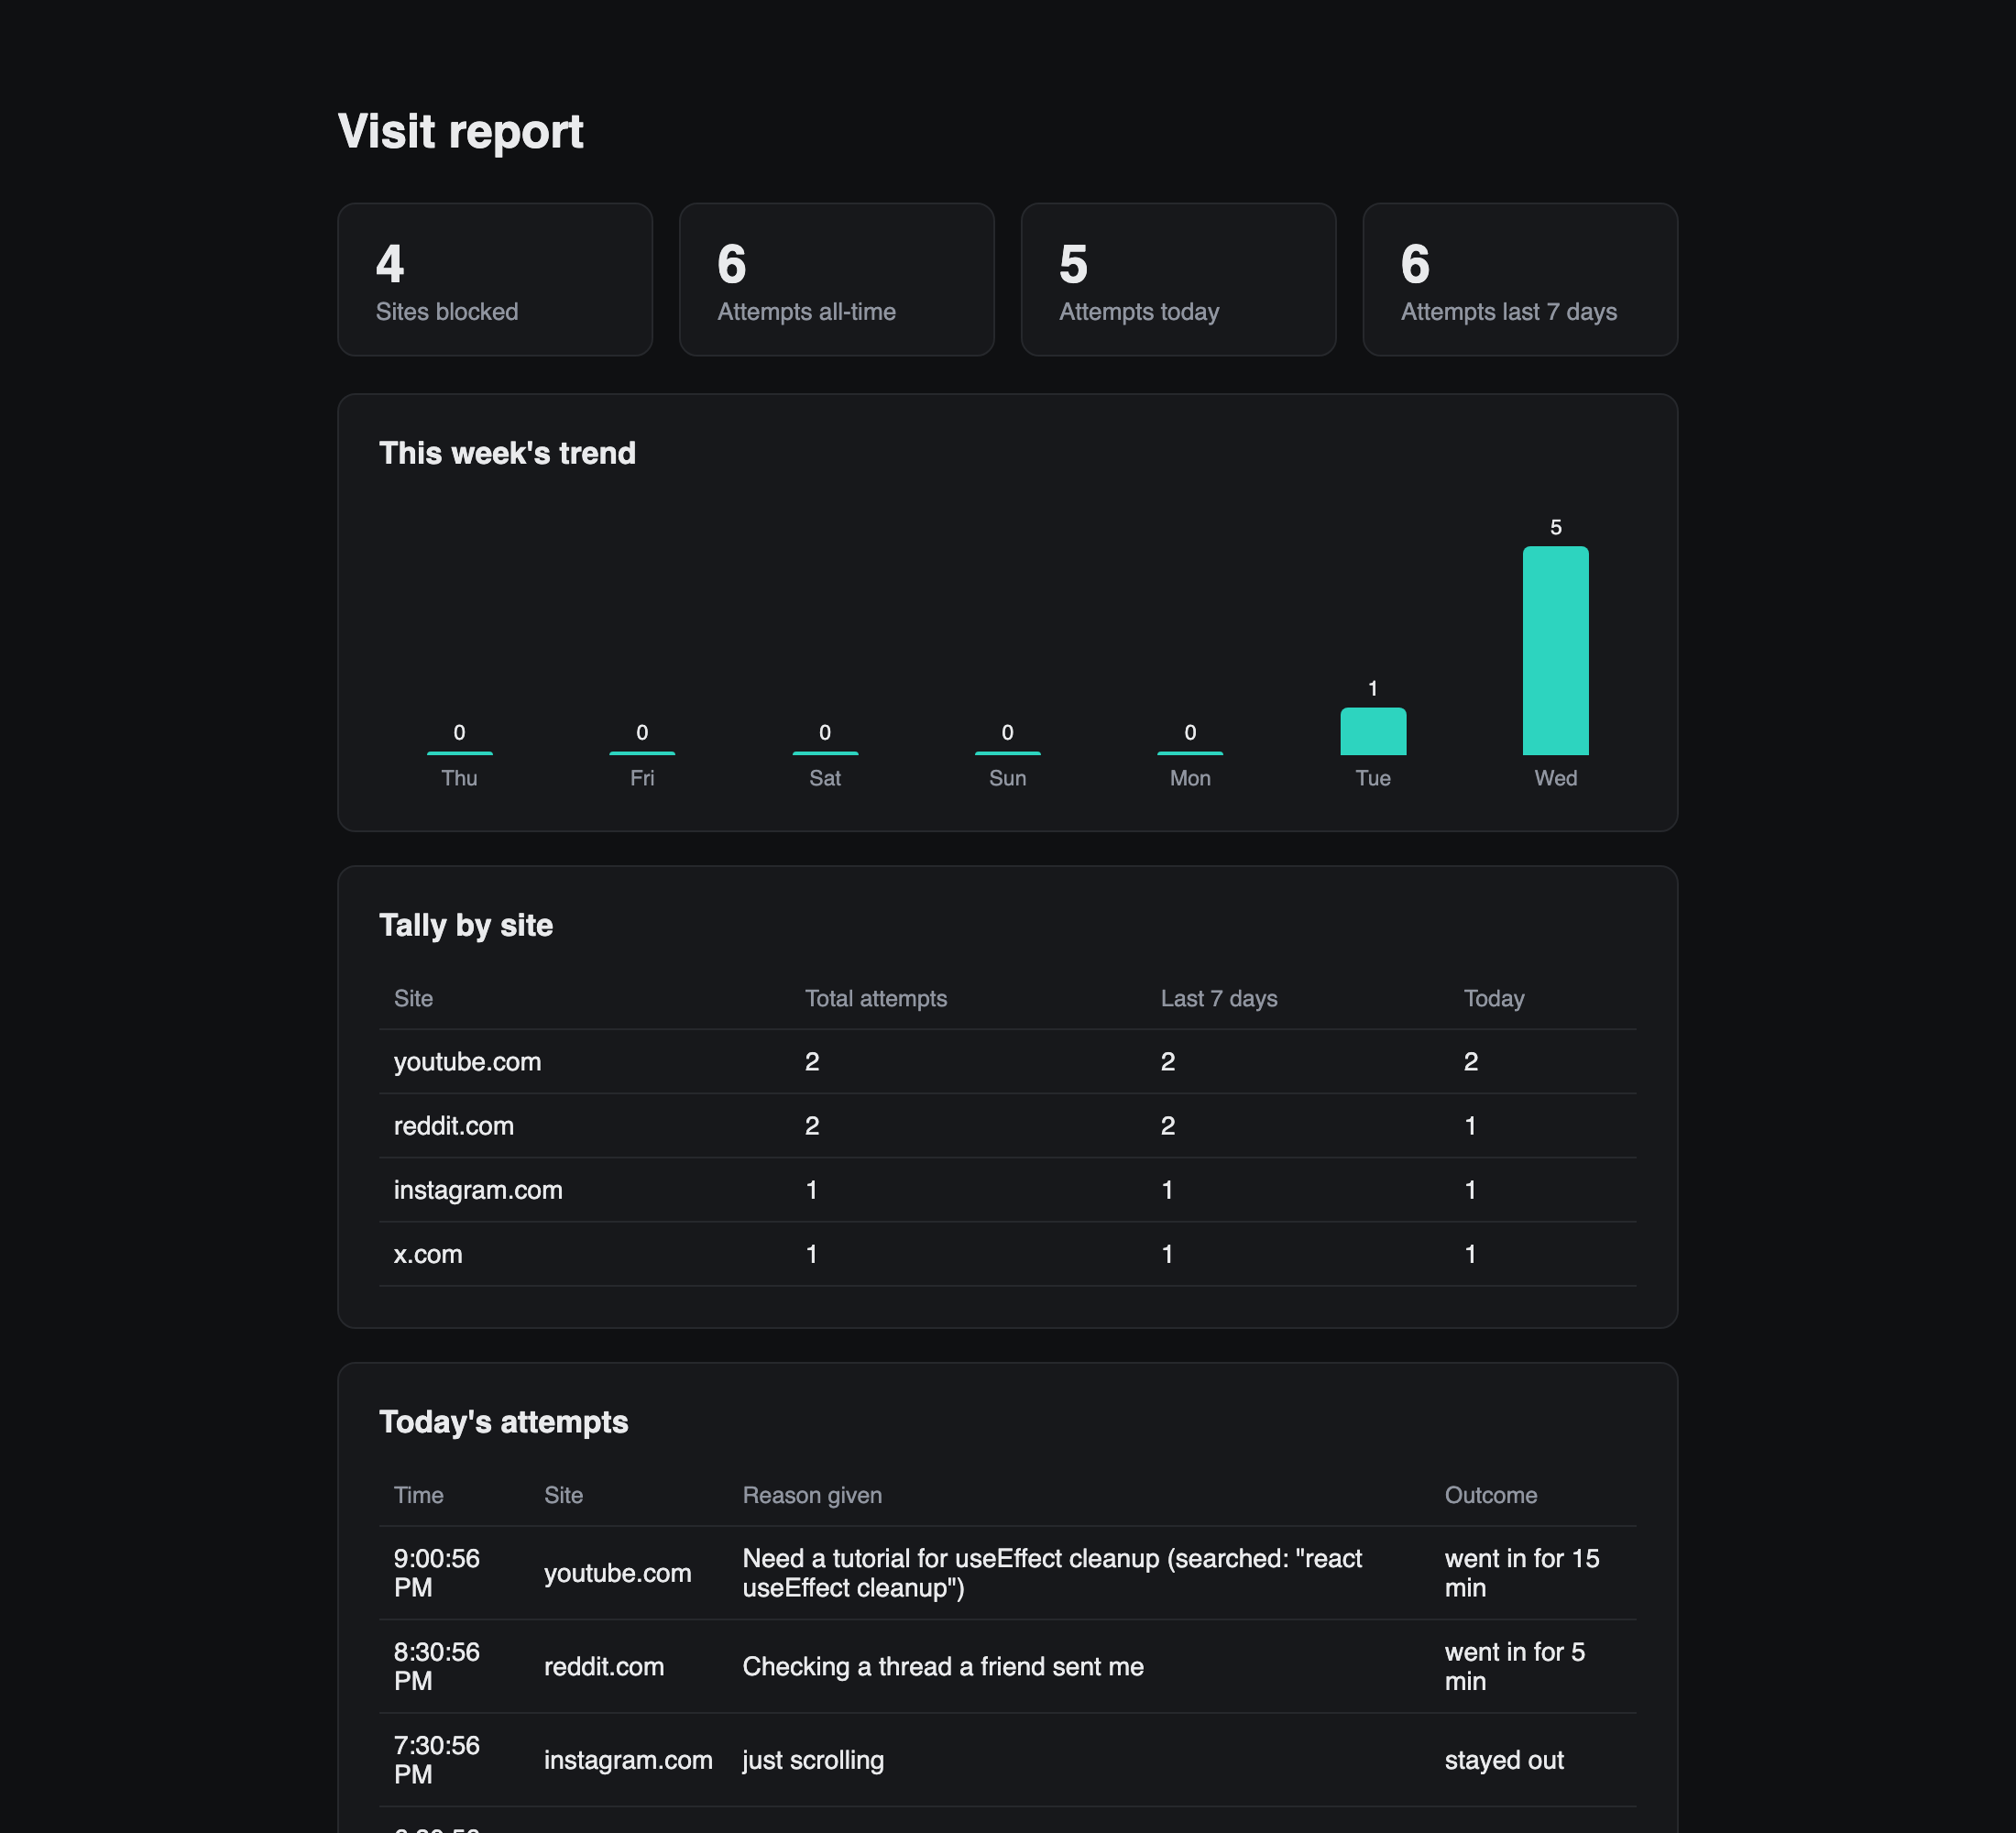 Visit report
4
Sites blocked
6
Attempts all-time
5
Attempts today
6
Attempts last 7 days
This week's trend
0
Thu
0
Fri
0
Sat
0
Sun
0
Mon
1
Tue
5
Wed
Tally by site
Site Total attempts Last 7 days Today
youtube.com 2 2 2
reddit.com 2 2 1
instagram.com 1 1 1
x.com 1 1 1
Today's attempts
Time Site Reason given Outcome
9:00:56
PM
youtube.com
Need a tutorial for useEffect cleanup (searched: "react
useEffect cleanup")
went in for 15
min
8:30:56
PM
reddit.com
Checking a thread a friend sent me
went in for 5
min
7:30:56
PM
instagram.com
just scrolling
stayed out